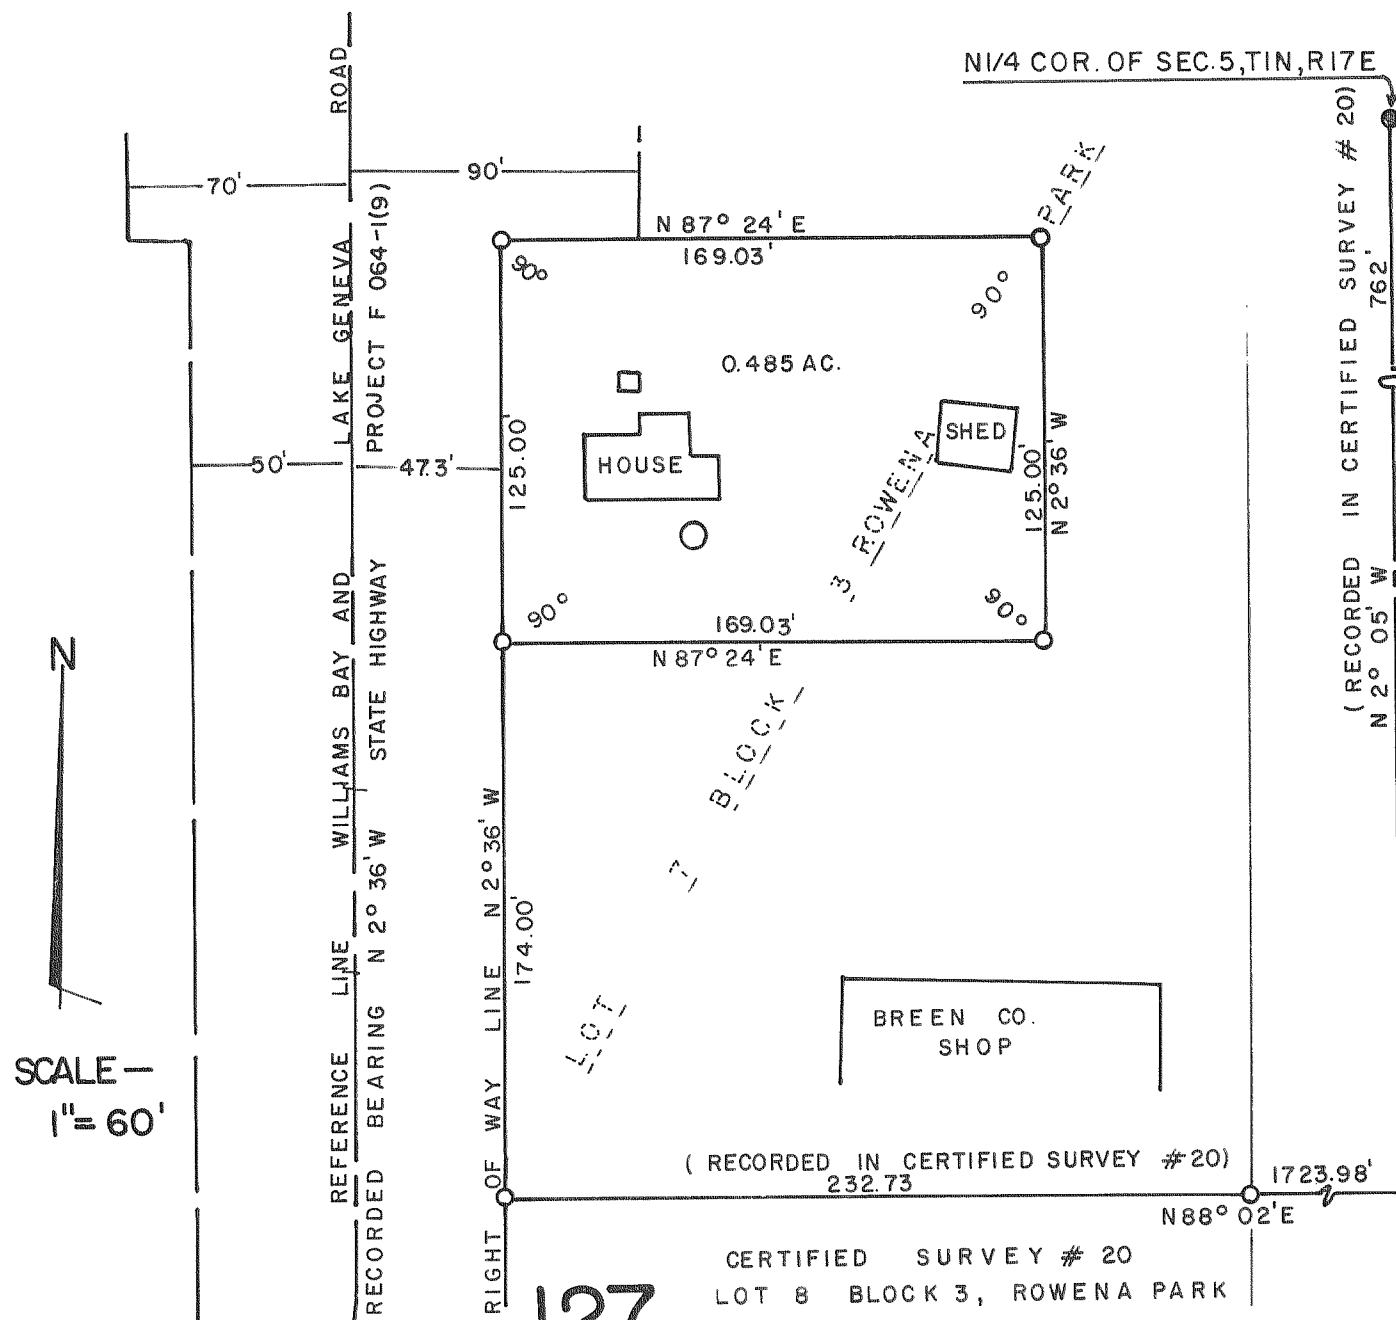 N1/4 COR. OF SEC. 5, T1N, R17E
(RECORDED IN CERTIFIED SURVEY # 20)
N 2° 05' W
762'
70'
90'
REFERENCE LINE WILLIAMS BAY AND LAKE GENEVA ROAD
RECORDED BEARING N 2° 36' W STATE HIGHWAY PROJECT F 064-1(9)
N 87° 24' E
169.03'
90°
90°
0.485 AC.
50'
47.3'
125.00'
HOUSE
SHED
125.00'
N 2° 36' W
90°
90°
169.03'
N 87° 24' E
LOT 7 BLOCK 3, ROWENA PARK
N
SCALE —
1" = 60'
RIGHT OF WAY LINE N 2° 36' W
174.00'
BREEN CO.
SHOP
( RECORDED IN CERTIFIED SURVEY # 20)
232.73
1723.98'
N 88° 02' E
CERTIFIED SURVEY # 20
LOT 8 BLOCK 3, ROWENA PARK
127